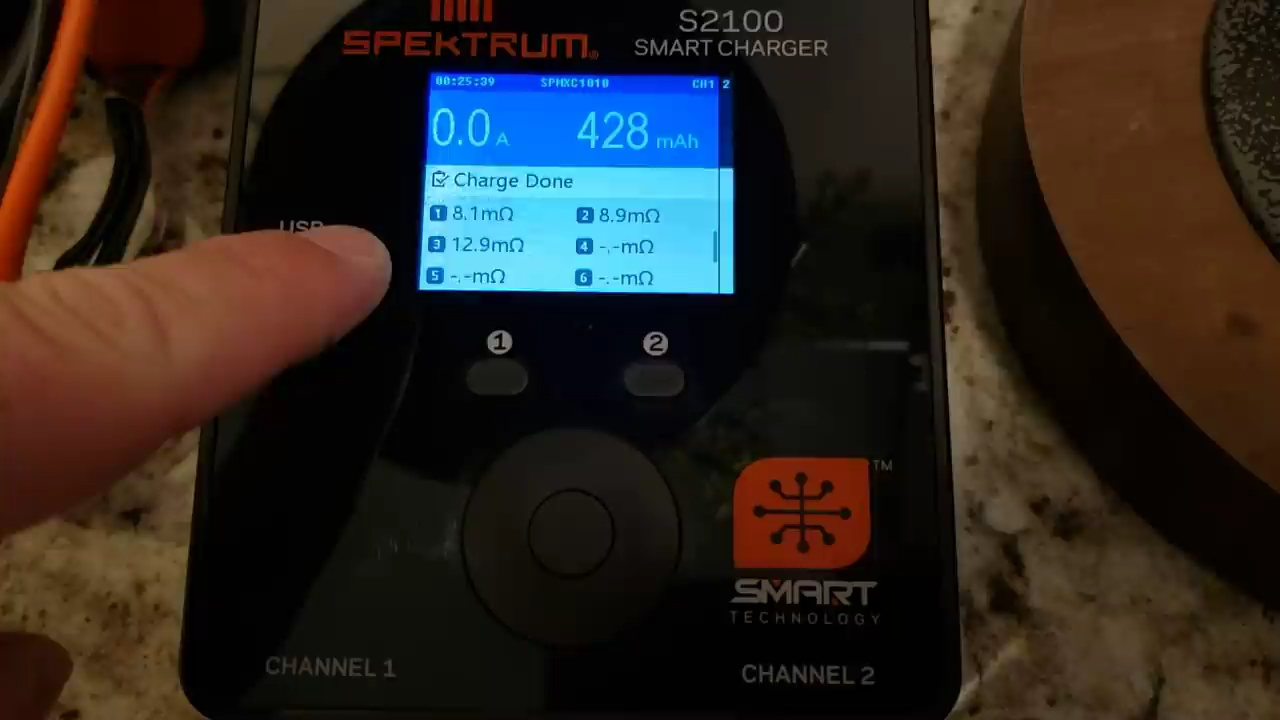 S2100
SPEKTRUM®
SMART CHARGER
00:25:39 SPMXC1010 CH1 2
0.0 A 428 mAh
Charge Done
1 8.1mΩ 2 8.9mΩ
3 12.9mΩ 4 -.-mΩ
5 -.-mΩ 6 -.-mΩ
USB
1 2
TM
SMART
TECHNOLOGY
CHANNEL 1
CHANNEL 2